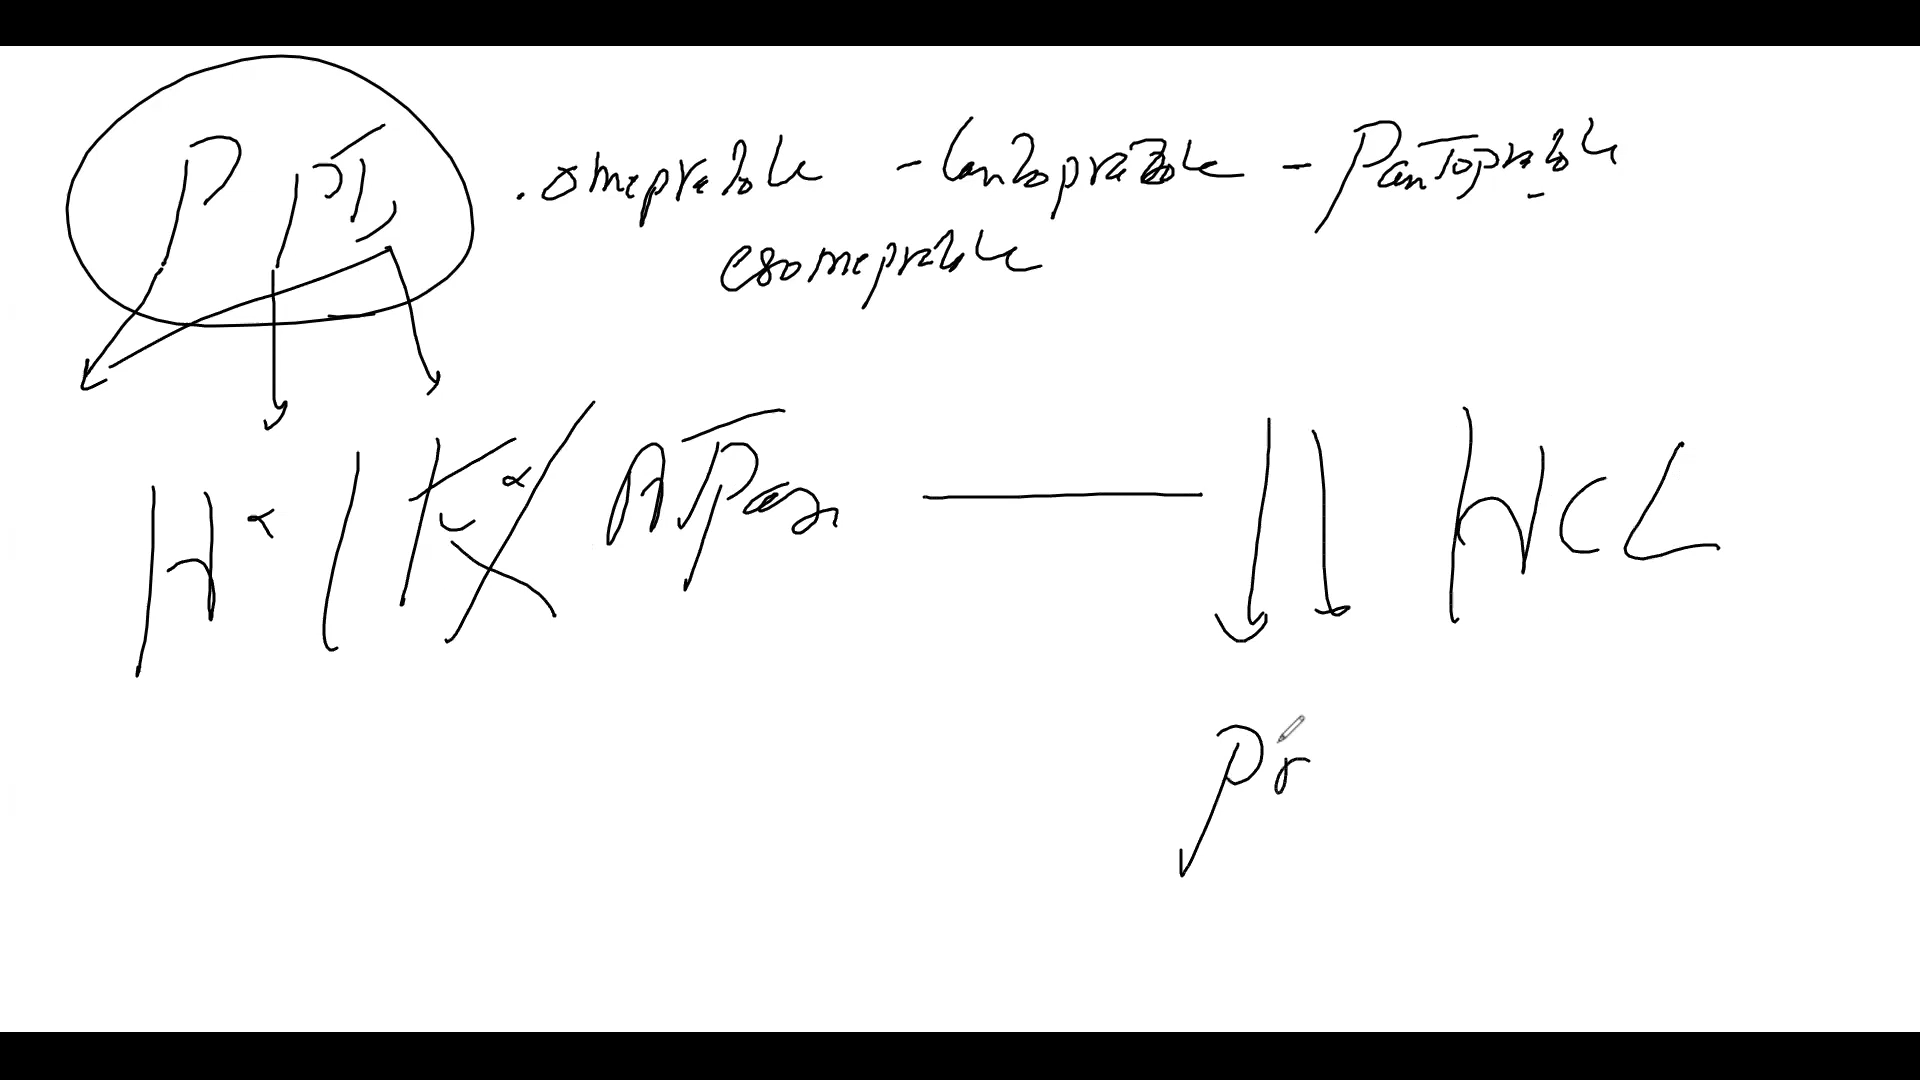 PPI, . omeprazole - lansoprazole - Pantoprazole
esomeprazole
H+ / K+ / ATPase — ↓↓ HCL
Pr